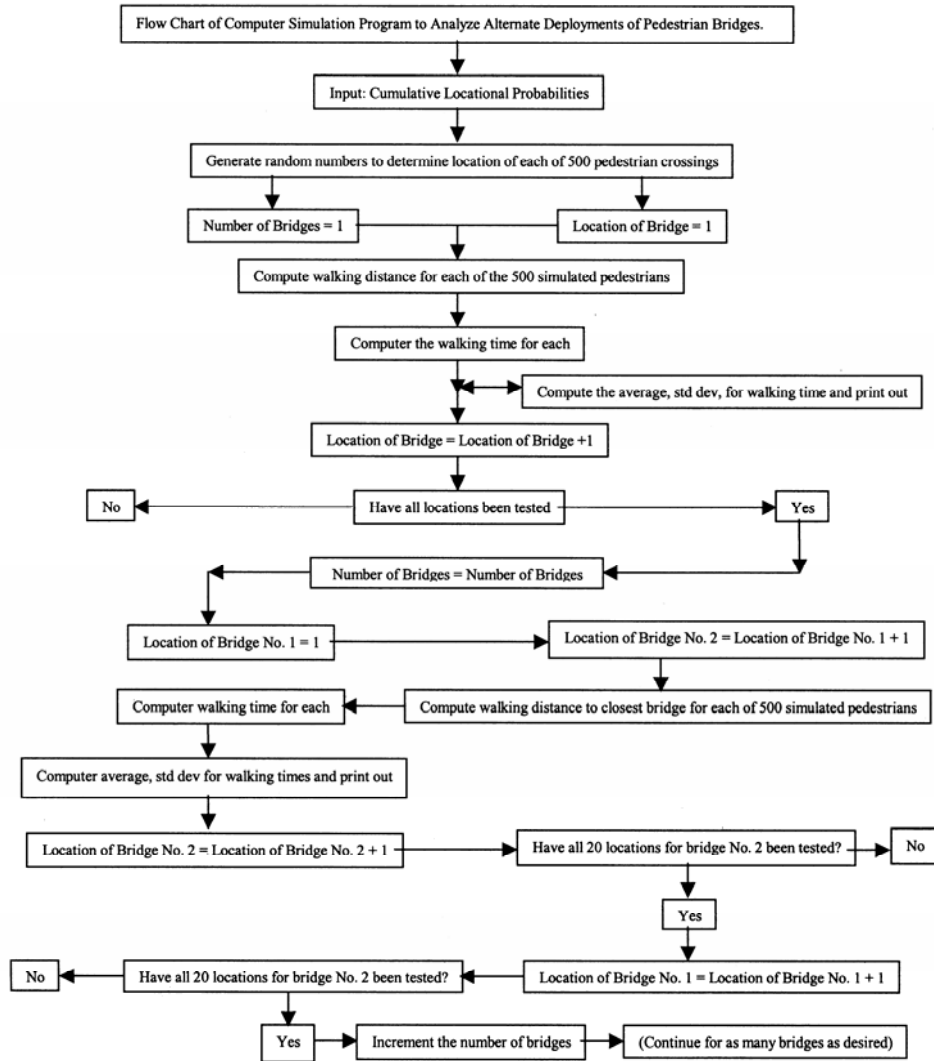 Flow Chart of Computer Simulation Program to Analyze Alternate Deployments of Pedestrian Bridges.
Input: Cumulative Locational Probabilities
Generate random numbers to determine location of each of 500 pedestrian crossings
Number of Bridges = 1
Location of Bridge = 1
Compute walking distance for each of the 500 simulated pedestrians
Computer the walking time for each
Compute the average, std dev, for walking time and print out
Location of Bridge = Location of Bridge +1
No
Have all locations been tested
Yes
Number of Bridges = Number of Bridges
Location of Bridge No. 1 = 1
Location of Bridge No. 2 = Location of Bridge No. 1 + 1
Computer walking time for each
Compute walking distance to closest bridge for each of 500 simulated pedestrians
Computer average, std dev for walking times and print out
Location of Bridge No. 2 = Location of Bridge No. 2 + 1
Have all 20 locations for bridge No. 2 been tested?
No
Yes
No
Have all 20 locations for bridge No. 2 been tested?
Location of Bridge No. 1 = Location of Bridge No. 1 + 1
Yes
Increment the number of bridges
(Continue for as many bridges as desired)